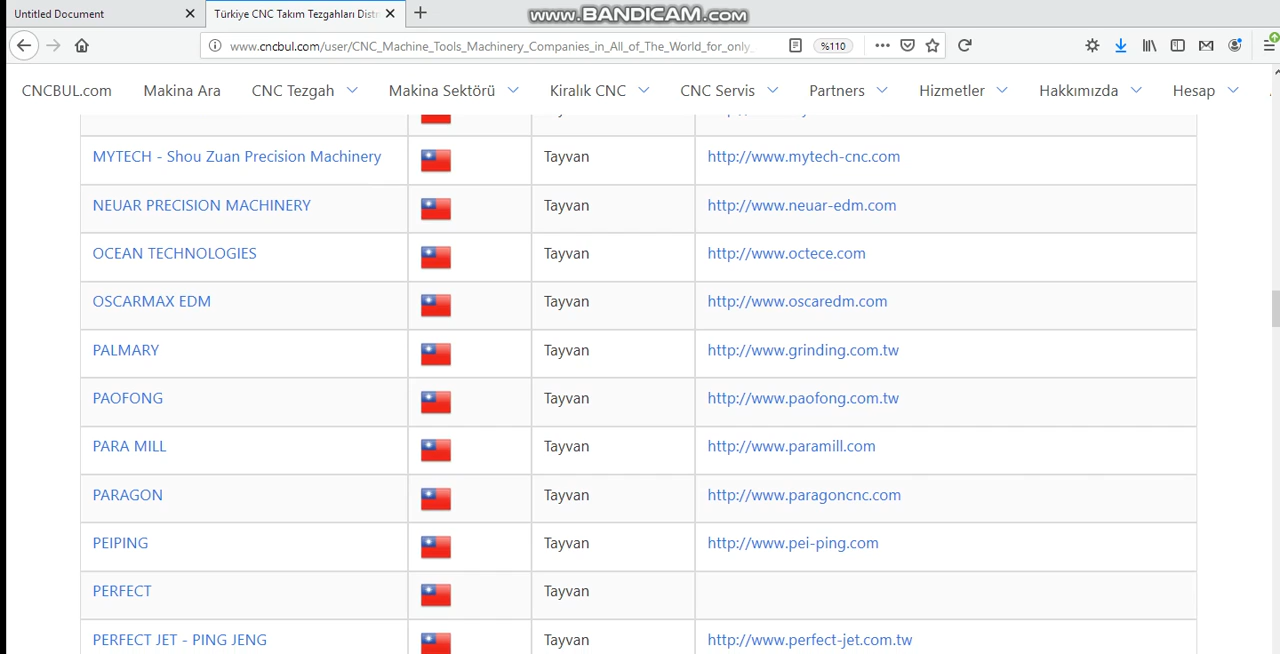 Untitled Document
Türkiye CNC Takım Tezgahları Distr
www.BANDICAM.com
www.cncbul.com/user/CNC_Machine_Tools_Machinery_Companies_in_All_of_The_World_for_only_
%110
CNCBUL.com Makina Ara CNC Tezgah Makina Sektörü Kiralık CNC CNC Servis Partners Hizmetler Hakkımızda Hesap
MYTECH - Shou Zuan Precision Machinery Tayvan http://www.mytech-cnc.com
NEUAR PRECISION MACHINERY Tayvan http://www.neuar-edm.com
OCEAN TECHNOLOGIES Tayvan http://www.octece.com
OSCARMAX EDM Tayvan http://www.oscaredm.com
PALMARY Tayvan http://www.grinding.com.tw
PAOFONG Tayvan http://www.paofong.com.tw
PARA MILL Tayvan http://www.paramill.com
PARAGON Tayvan http://www.paragoncnc.com
PEIPING Tayvan http://www.pei-ping.com
PERFECT Tayvan
PERFECT JET - PING JENG Tayvan http://www.perfect-jet.com.tw